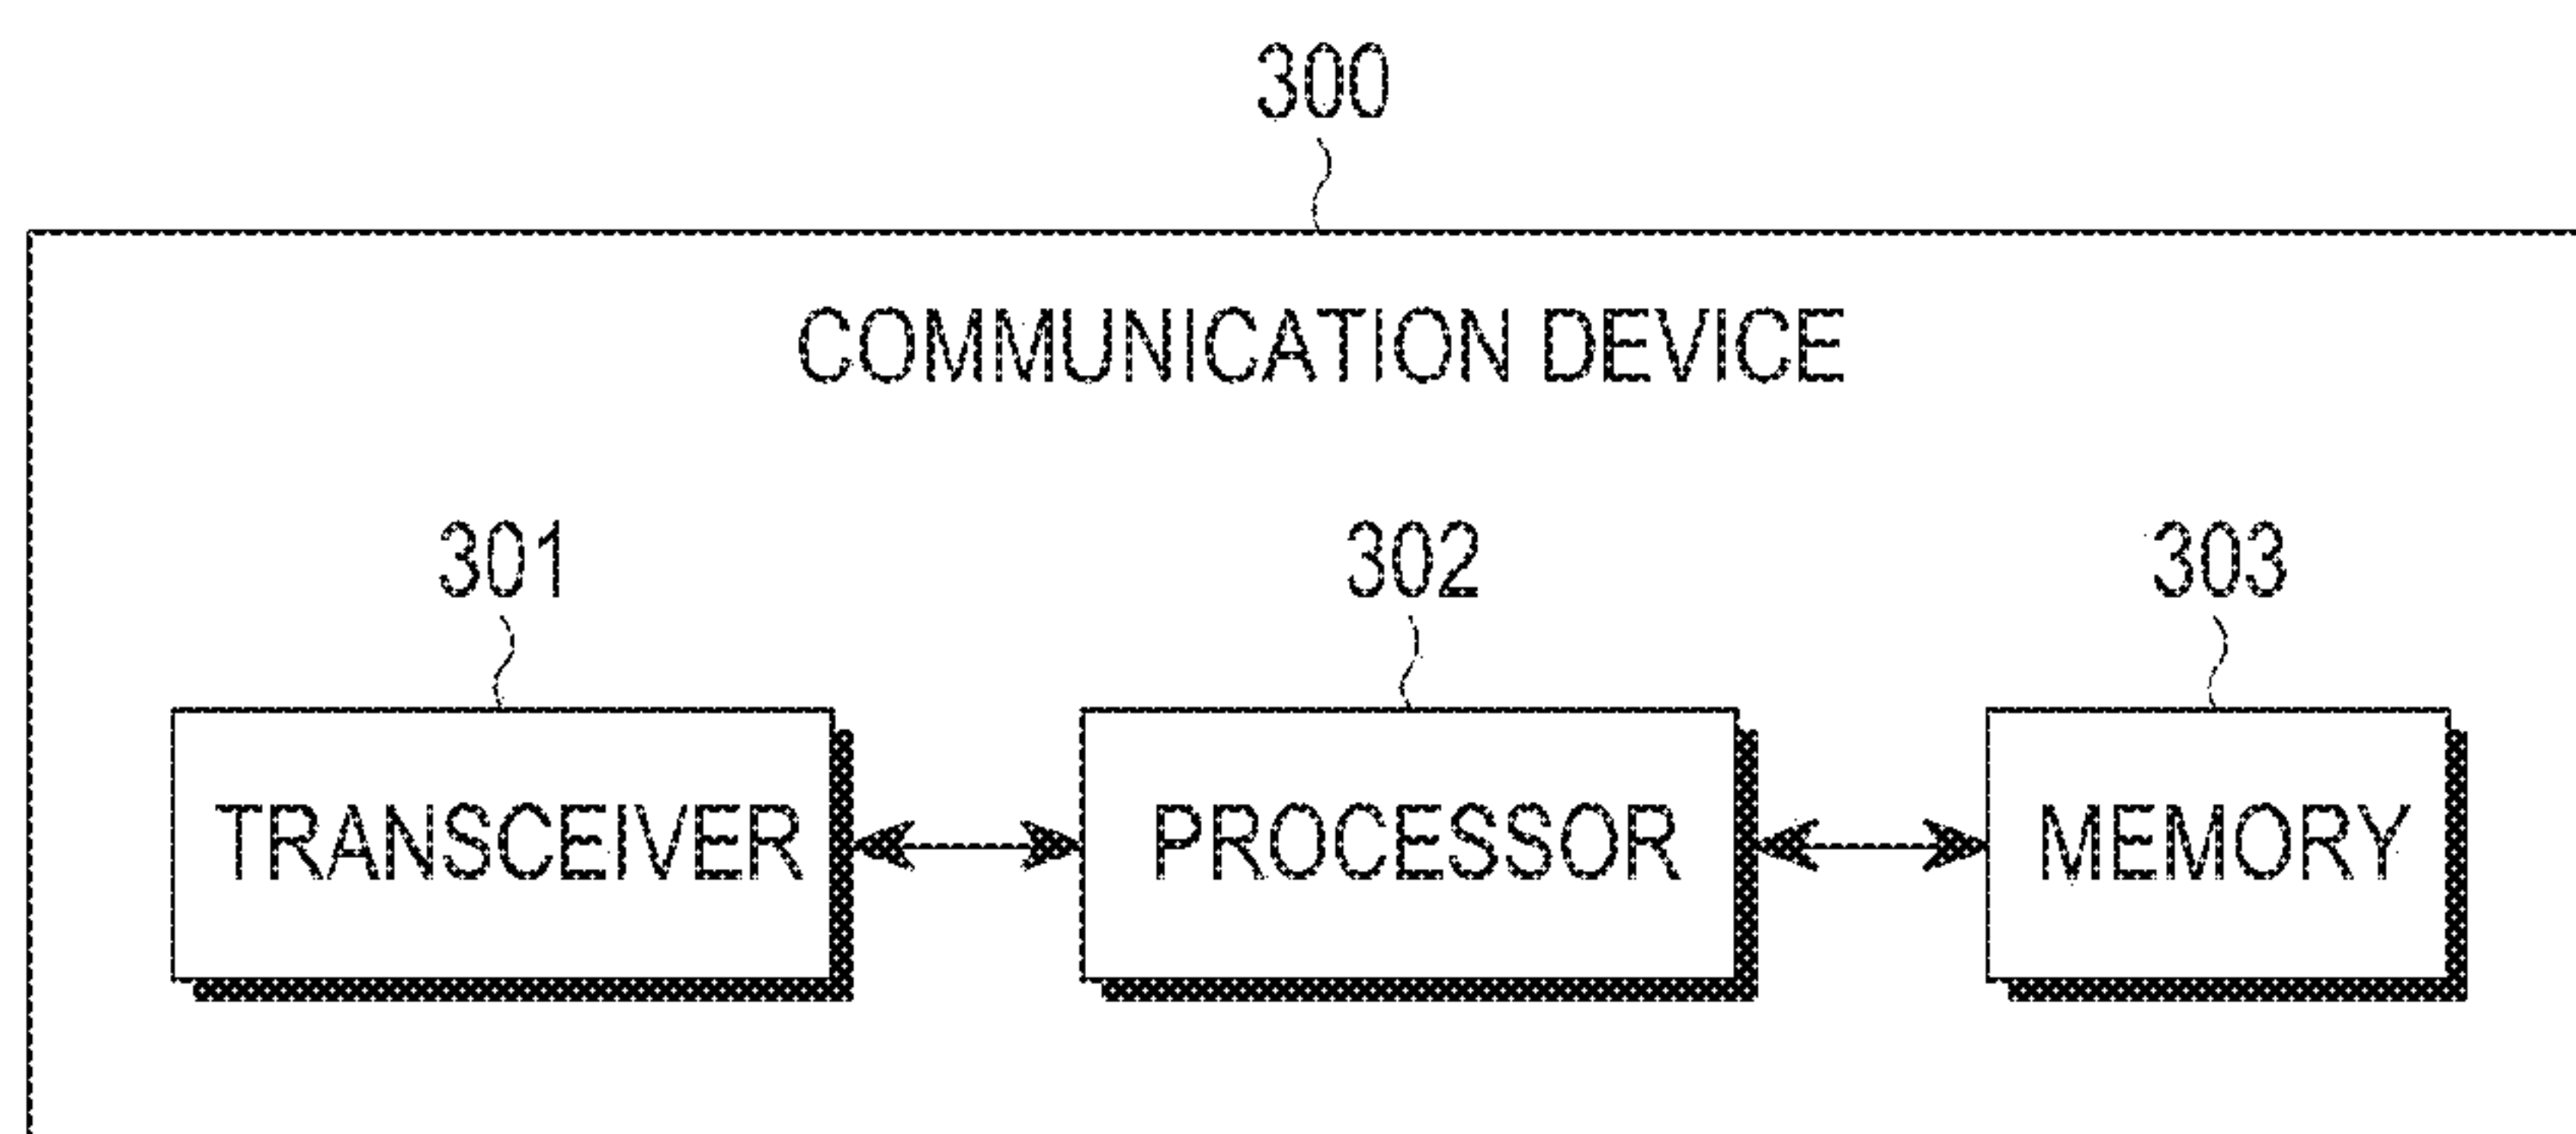 300
COMMUNICATION DEVICE
301 302 303
TRANSCEIVER PROCESSOR MEMORY